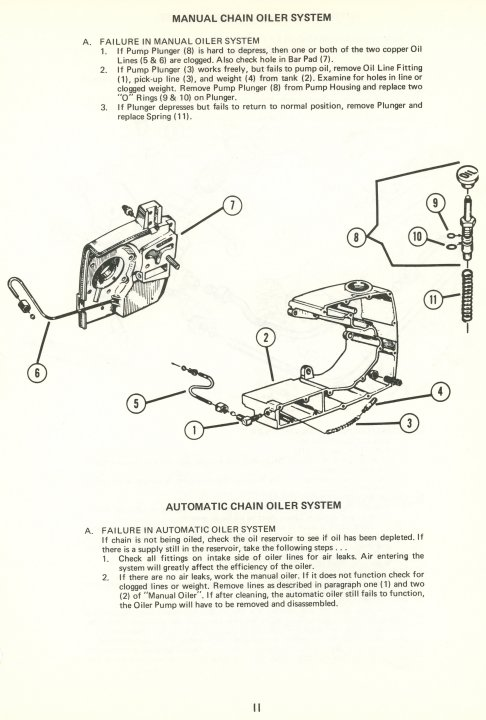 MANUAL CHAIN OILER SYSTEM
A. FAILURE IN MANUAL OILER SYSTEM
1. If Pump Plunger (8) is hard to depress, then one or both of the two copper Oil
Lines (5 & 6) are clogged. Also check hole in Bar Pad (7).
2. If Pump Plunger (3) works freely, but fails to pump oil, remove Oil Line Fitting
(1), pick-up line (3), and weight (4) from tank (2). Examine for holes in line or
clogged weight. Remove Pump Plunger (8) from Pump Housing and replace two
"O" Rings (9 & 10) on Plunger.
3. If Plunger depresses but fails to return to normal position, remove Plunger and
replace Spring (11).
7
9
8
10
11
6
2
5
4
1
3
AUTOMATIC CHAIN OILER SYSTEM
A. FAILURE IN AUTOMATIC OILER SYSTEM
If chain is not being oiled, check the oil reservoir to see if oil has been depleted. If
there is a supply still in the reservoir, take the following steps . . .
1. Check all fittings on intake side of oiler lines for air leaks. Air entering the
system will greatly affect the efficiency of the oiler.
2. If there are no air leaks, work the manual oiler. If it does not function check for
clogged lines or weight. Remove lines as described in paragraph one (1) and two
(2) of "Manual Oiler". If after cleaning, the automatic oiler still fails to function,
the Oiler Pump will have to be removed and disassembled.
11